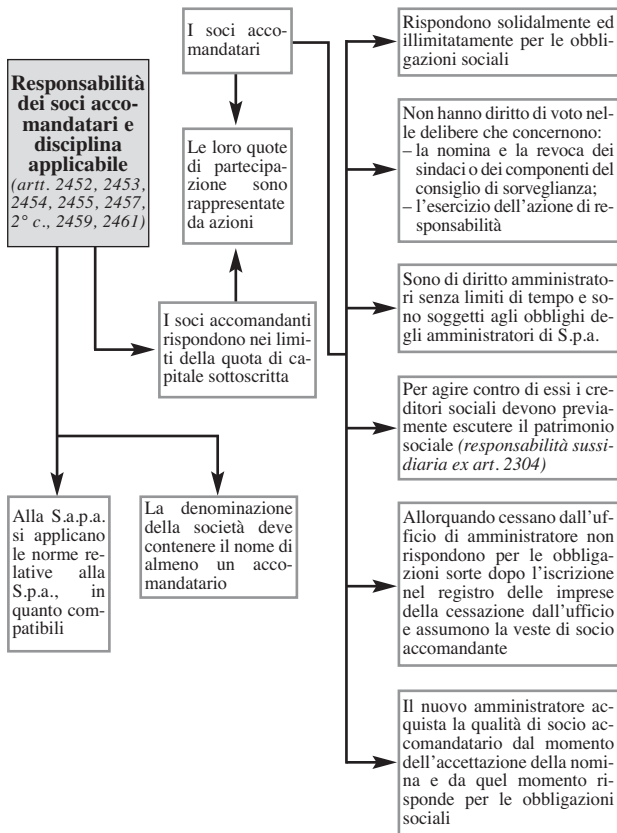 Responsabilità
dei soci acco-
mandatari e
disciplina
applicabile
(artt. 2452, 2453,
2454, 2455, 2457,
2° c., 2459, 2461)
I soci acco-
mandatari
Le loro quote
di partecipa-
zione sono
rappresentate
da azioni
I soci accomandanti
rispondono nei limi-
ti della quota di ca-
pitale sottoscritta
Alla S.a.p.a.
si applicano
le norme rela-
tive alla
S.p.a., in
quanto com-
patibili
La denominazione
della società deve
contenere il nome di
almeno un acco-
mandatario
Rispondono solidalmente ed
illimitatamente per le obbli-
gazioni sociali
Non hanno diritto di voto nel-
le delibere che concernono:
– la nomina e la revoca dei
sindaci o dei componenti del
consiglio di sorveglianza;
– l'esercizio dell'azione di re-
sponsabilità
Sono di diritto amministrato-
ri senza limiti di tempo e so-
no soggetti agli obblighi de-
gli amministratori di S.p.a.
Per agire contro di essi i cre-
ditori sociali devono previa-
mente escutere il patrimonio
sociale (responsabilità sussi-
diaria ex art. 2304)
Allorquando cessano dall'uf-
ficio di amministratore non
rispondono per le obbliga-
zioni sorte dopo l'iscrizione
nel registro delle imprese
della cessazione dall'ufficio
e assumono la veste di socio
accomandante
Il nuovo amministratore ac-
quista la qualità di socio ac-
comandatario dal momento
dell'accettazione della nomi-
na e da quel momento ri-
sponde per le obbligazioni
sociali